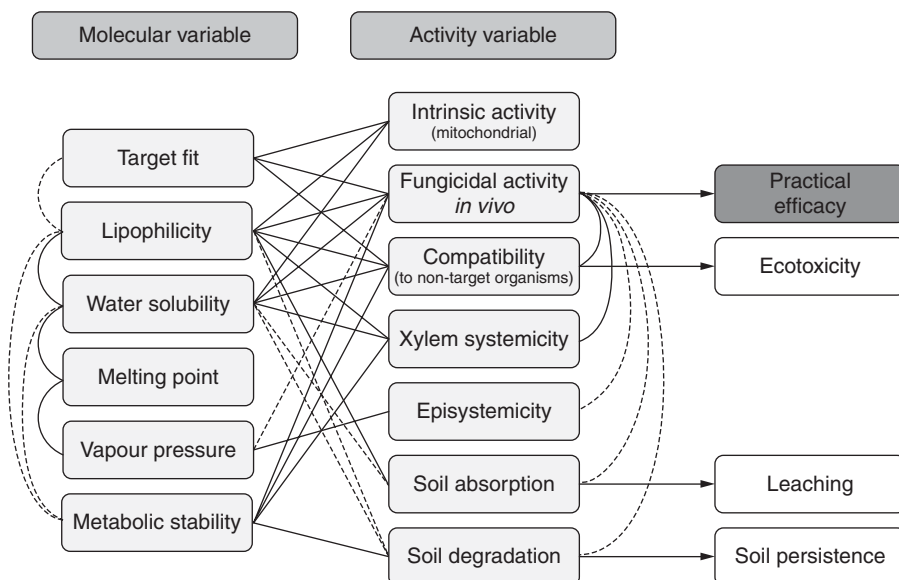 Molecular variable
Activity variable
Target fit
Lipophilicity
Water solubility
Melting point
Vapour pressure
Metabolic stability
Intrinsic activity
(mitochondrial)
Fungicidal activity
in vivo
Compatibility
(to non-target organisms)
Xylem systemicity
Episystemicity
Soil absorption
Soil degradation
Practical
efficacy
Ecotoxicity
Leaching
Soil persistence